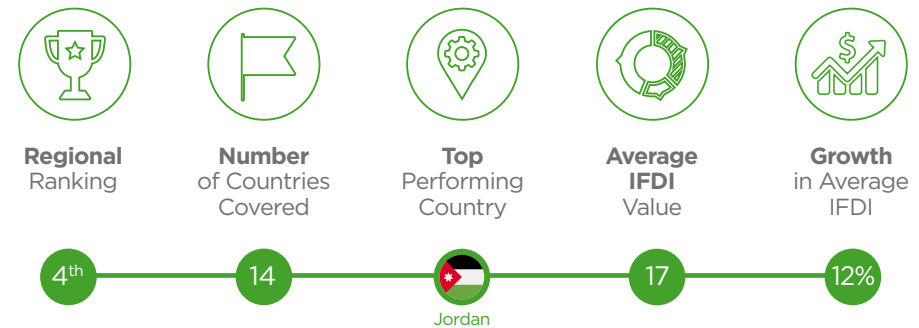 Regional
Ranking
Number
of Countries
Covered
Top
Performing
Country
Average
IFDI
Value
Growth
in Average
IFDI
4th
14
17
12%
Jordan
$